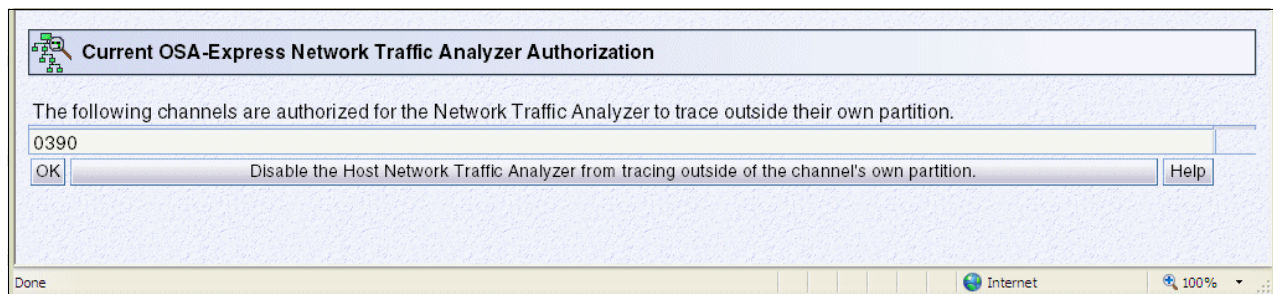 Current OSA-Express Network Traffic Analyzer Authorization
The following channels are authorized for the Network Traffic Analyzer to trace outside their own partition.
0390
OK Disable the Host Network Traffic Analyzer from tracing outside of the channel's own partition. Help
Done Internet 100%